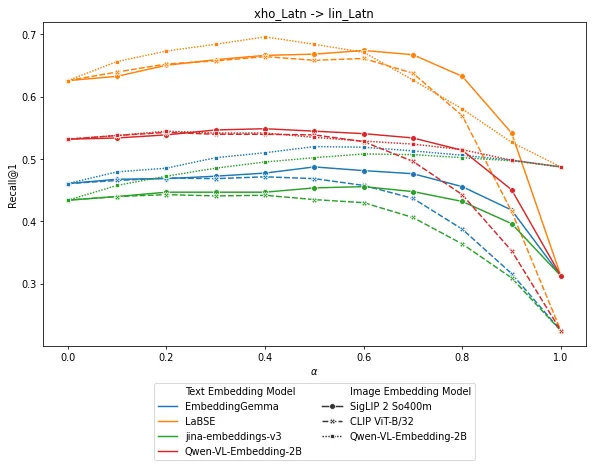 xho_Latn -> lin_Latn
0.7
0.6
0.5
0.4
0.3
Recall@1
0.0 0.2 0.4 0.6 0.8 1.0
α
Text Embedding Model Image Embedding Model
EmbeddingGemma SigLIP 2 So400m
LaBSE CLIP ViT-B/32
jina-embeddings-v3 Qwen-VL-Embedding-2B
Qwen-VL-Embedding-2B